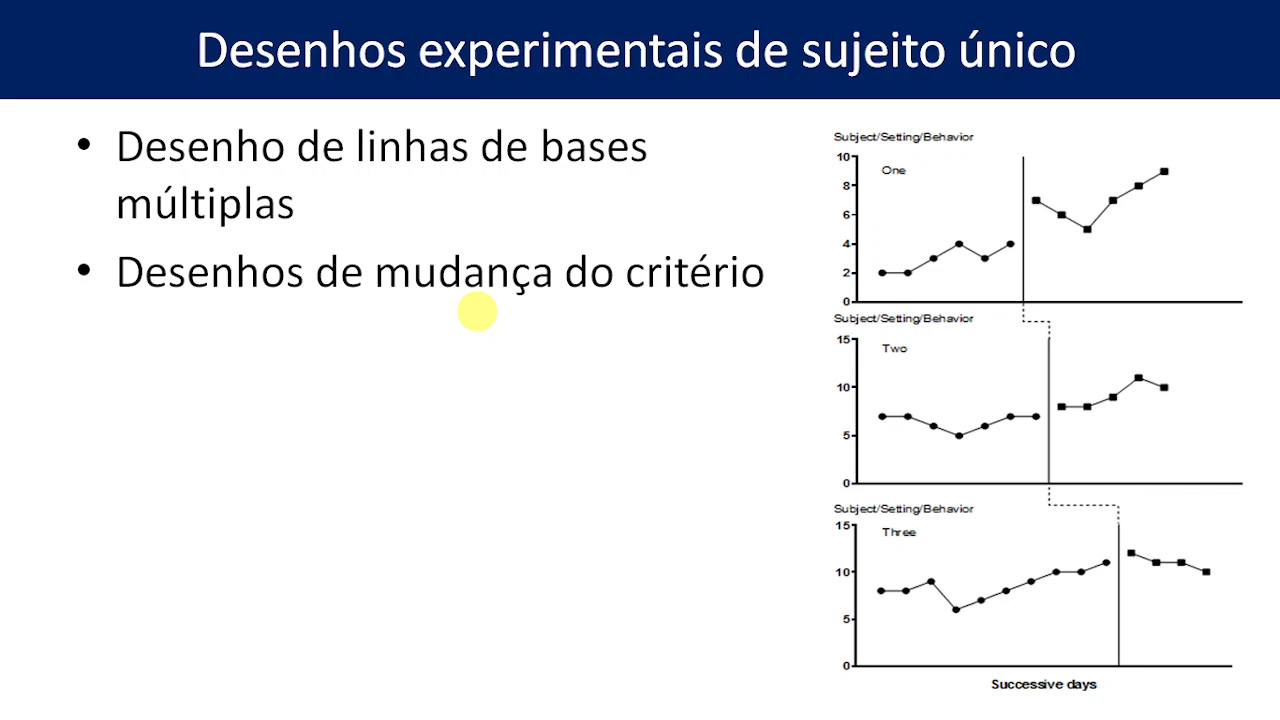 Desenhos experimentais de sujeito único
• Desenho de linhas de bases
múltiplas
• Desenhos de mudança do critério
Subject/Setting/Behavior
10
One
8
6
4
2
0
Subject/Setting/Behavior
15
Two
10
5
0
Subject/Setting/Behavior
15
Three
10
5
0
Successive days